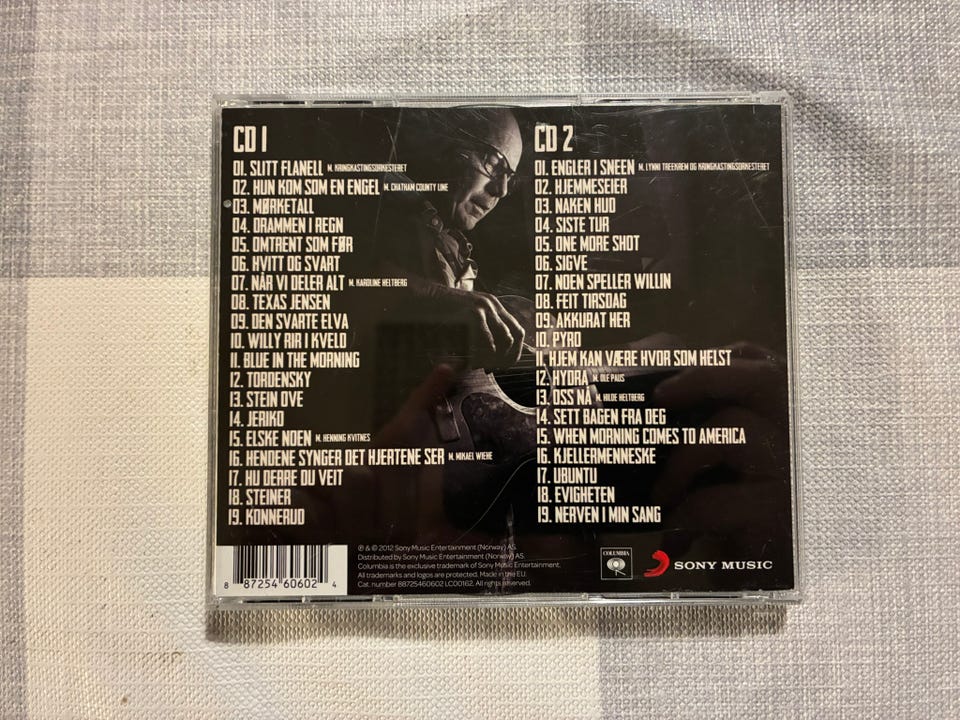 CD 1
01. SLITT FLANELL M. KRINGKASTINGSORKESTERET
02. HUN KOM SOM EN ENGEL M. CHATHAM COUNTY LINE
03. MØRKETALL
04. DRAMMEN I REGN
05. OMTRENT SOM FØR
06. HVITT OG SVART
07. NÅR VI DELER ALT M. KAROLINE HELTBERG
08. TEXAS JENSEN
09. DEN SVARTE ELVA
10. WILLY RIR I KVELD
11. BLUE IN THE MORNING
12. TORDENSKY
13. STEIN OVE
14. JERIKO
15. ELSKE NOEN M. HENNING KVITNES
16. HENDENE SYNGER DET HJERTENE SER M. MIKAEL WIEHE
17. HU DERRE DU VEIT
18. STEINER
19. KONNERUD
CD 2
01. ENGLER I SNEEN M. LYNNI TREEKREM OG KRINGKASTINGSORKESTERET
02. HJEMMESEIER
03. NAKEN HUD
04. SISTE TUR
05. ONE MORE SHOT
06. SIGVE
07. NOEN SPELLER WILLIN
08. FEIT TIRSDAG
09. AKKURAT HER
10. PYRO
11. HJEM KAN VÆRE HVOR SOM HELST
12. HYDRA M. OLE PAUS
13. OSS NÅ M. HILDE HELTBERG
14. SETT BAGEN FRA DEG
15. WHEN MORNING COMES TO AMERICA
16. KJELLERMENNESKE
17. UBUNTU
18. EVIGHETEN
19. NERVEN I MIN SANG
8 87254 60602 4
℗ & © 2012 Sony Music Entertainment (Norway) AS.
Distributed by Sony Music Entertainment (Norway) AS.
Columbia is the exclusive trademark of Sony Music Entertainment.
All trademarks and logos are protected. Made in the EU.
Cat. number 88725460602 LC00162. All rights reserved.
COLUMBIA
SONY MUSIC